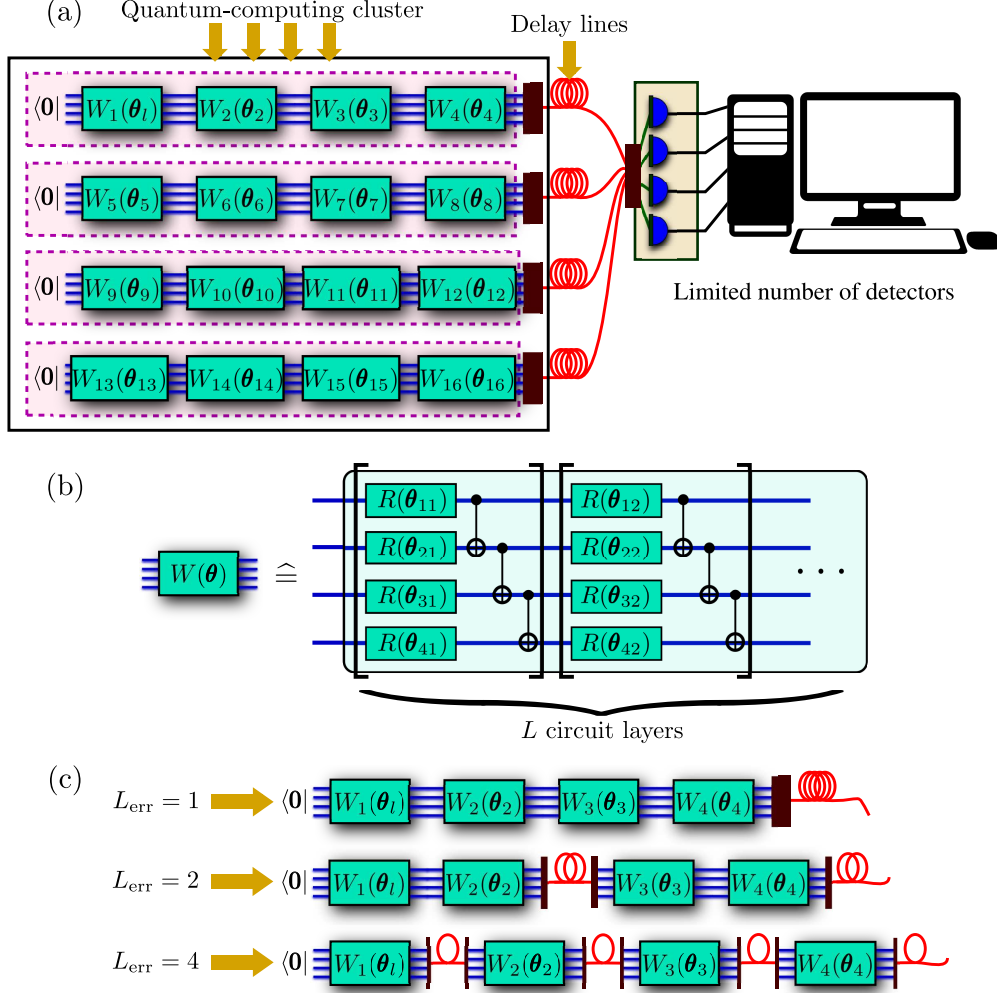 (a)
Quantum-computing cluster
Delay lines
⟨0| W₁(θₗ) W₂(θ₂) W₃(θ₃) W₄(θ₄)
⟨0| W₅(θ₅) W₆(θ₆) W₇(θ₇) W₈(θ₈)
⟨0| W₉(θ₉) W₁₀(θ₁₀) W₁₁(θ₁₁) W₁₂(θ₁₂)
⟨0| W₁₃(θ₁₃) W₁₄(θ₁₄) W₁₅(θ₁₅) W₁₆(θ₁₆)
Limited number of detectors
(b)
W(θ) ≙
R(θ₁₁) R(θ₁₂)
R(θ₂₁) R(θ₂₂)
R(θ₃₁) R(θ₃₂)
R(θ₄₁) R(θ₄₂)
· · ·
L circuit layers
(c)
L_err = 1 ⟨0| W₁(θₗ) W₂(θ₂) W₃(θ₃) W₄(θ₄)
L_err = 2 ⟨0| W₁(θₗ) W₂(θ₂) W₃(θ₃) W₄(θ₄)
L_err = 4 ⟨0| W₁(θₗ) W₂(θ₂) W₃(θ₃) W₄(θ₄)